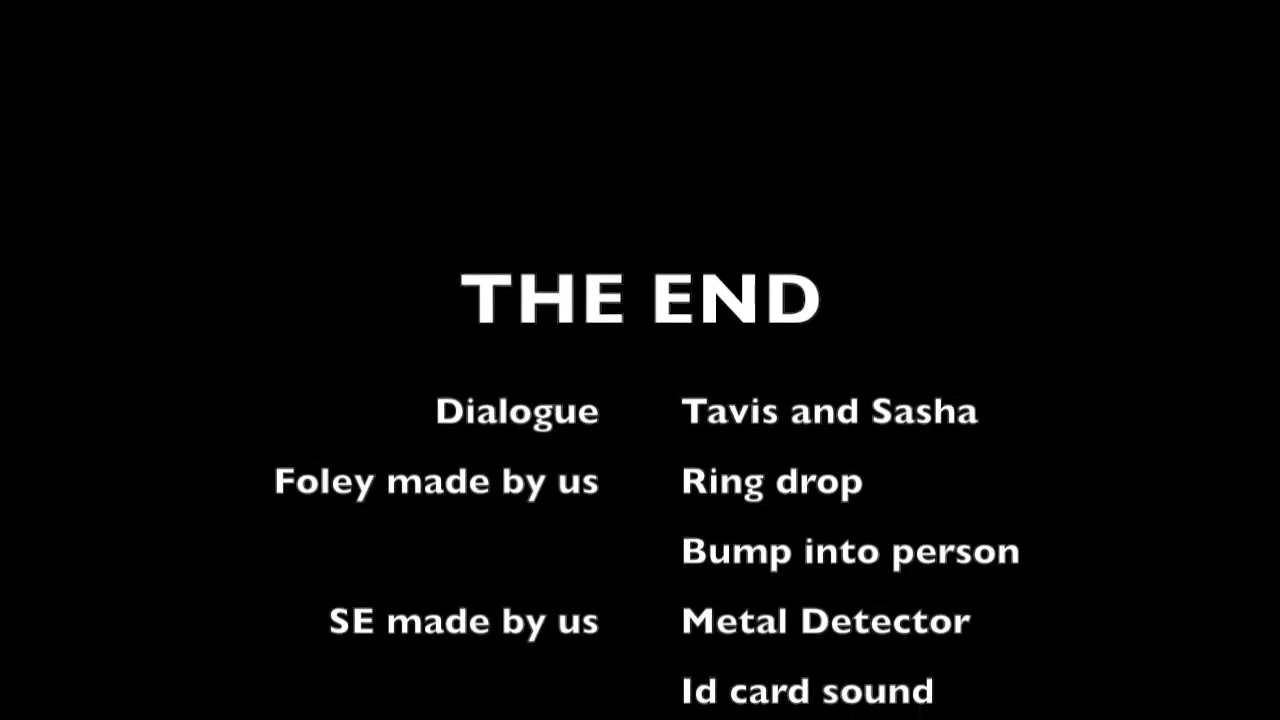 THE END
Dialogue Tavis and Sasha
Foley made by us Ring drop
Bump into person
SE made by us Metal Detector
Id card sound